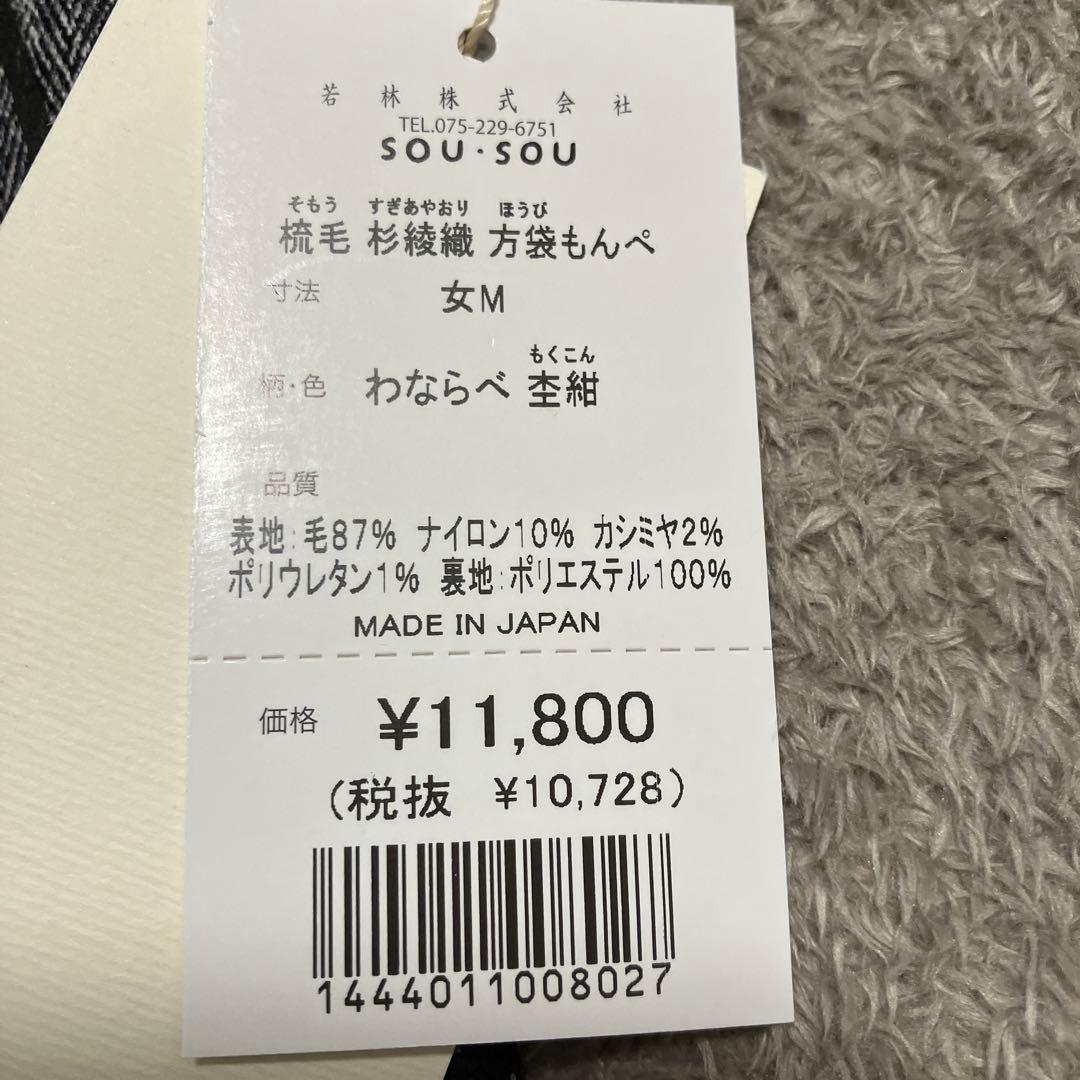 若林株式会社
TEL.075-229-6751
SOU・SOU
そもう すぎあやおり ほうび
梳毛 杉綾織 方袋もんぺ
寸法 女M
もくこん
柄・色 わならべ 杢紺
品質
表地:毛87% ナイロン10% カシミヤ2%
ポリウレタン1% 裏地:ポリエステル100%
MADE IN JAPAN
価格 ¥11,800
(税抜 ¥10,728)
1444011008027